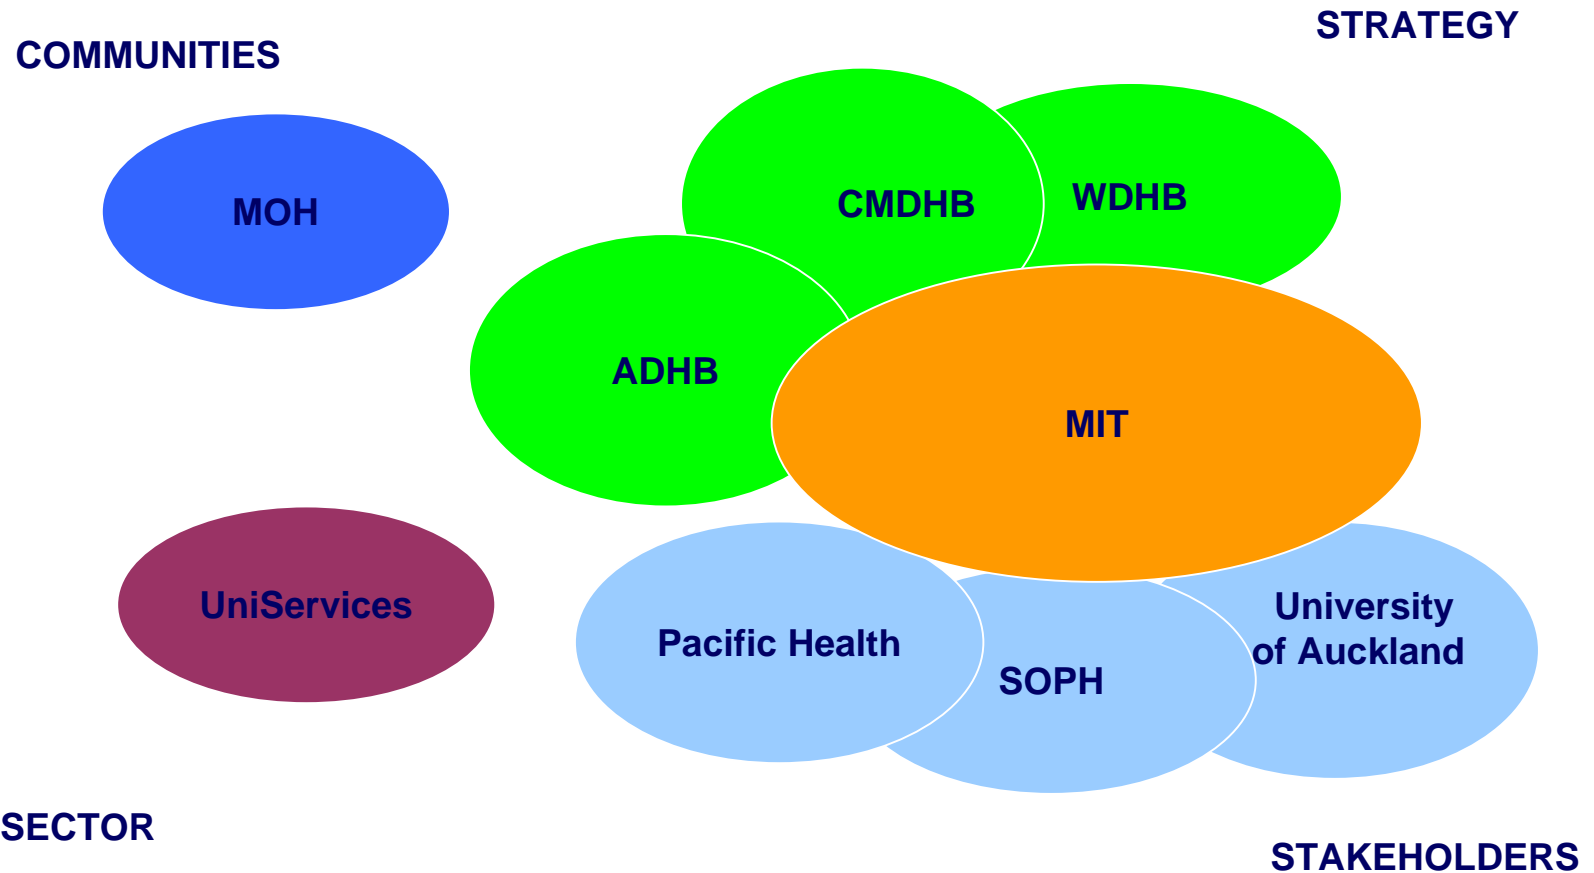 STRATEGY
COMMUNITIES
CMDHB
WDHB
MOH
ADHB
MIT
UniServices
University
of Auckland
Pacific Health
SOPH
SECTOR
STAKEHOLDERS